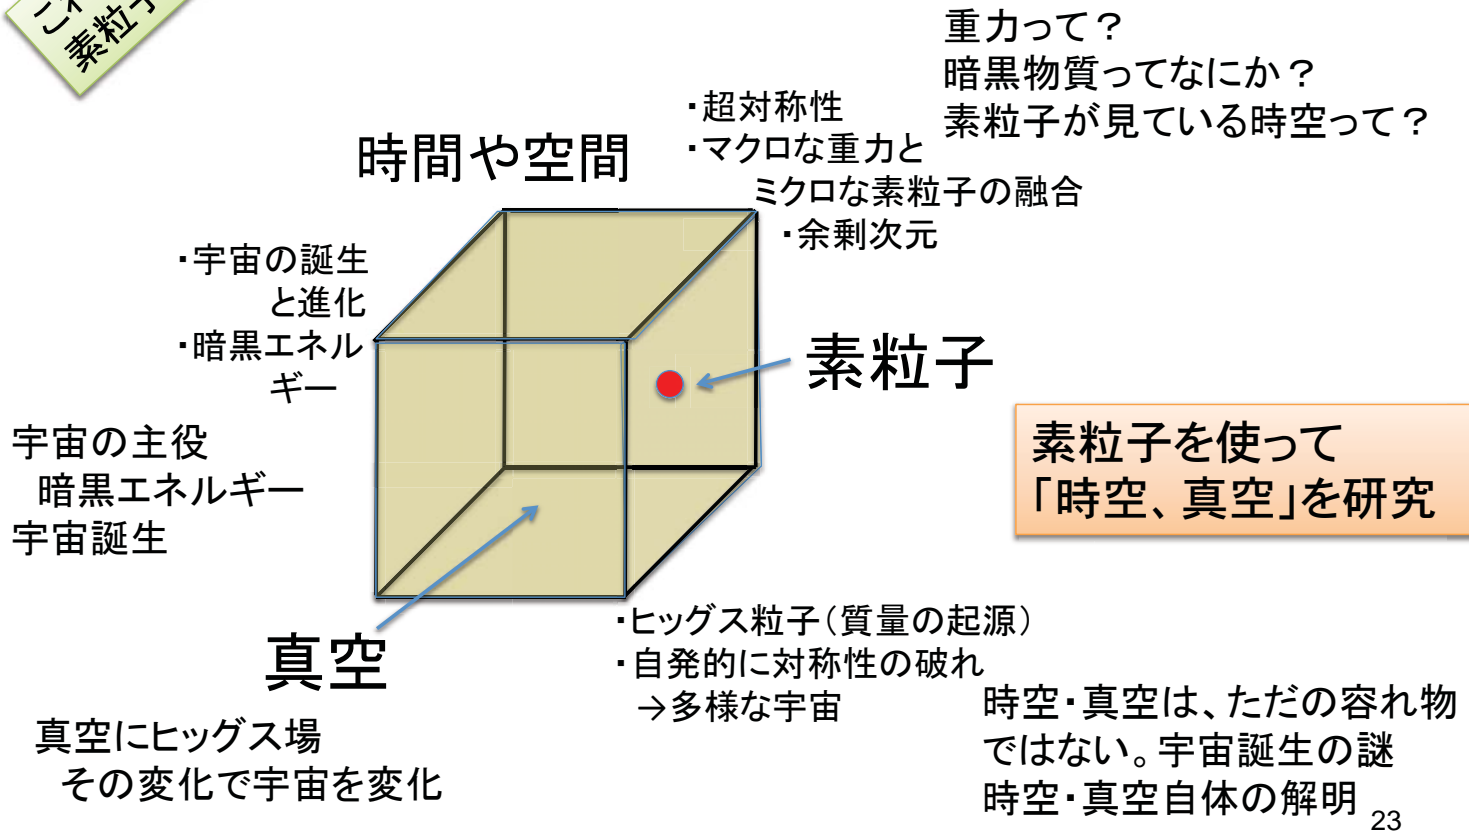 素粒子
重力って？
暗黒物質ってなにか？
素粒子が見ている時空って？
・超対称性
・マクロな重力と
ミクロな素粒子の融合
・余剰次元
時間や空間
・宇宙の誕生
と進化
・暗黒エネル
ギー
素粒子
宇宙の主役
暗黒エネルギー
宇宙誕生
素粒子を使って
「時空、真空」を研究
真空
・ヒッグス粒子（質量の起源）
・自発的に対称性の破れ
→多様な宇宙
真空にヒッグス場
その変化で宇宙を変化
時空・真空は、ただの容れ物
ではない。宇宙誕生の謎
時空・真空自体の解明
23